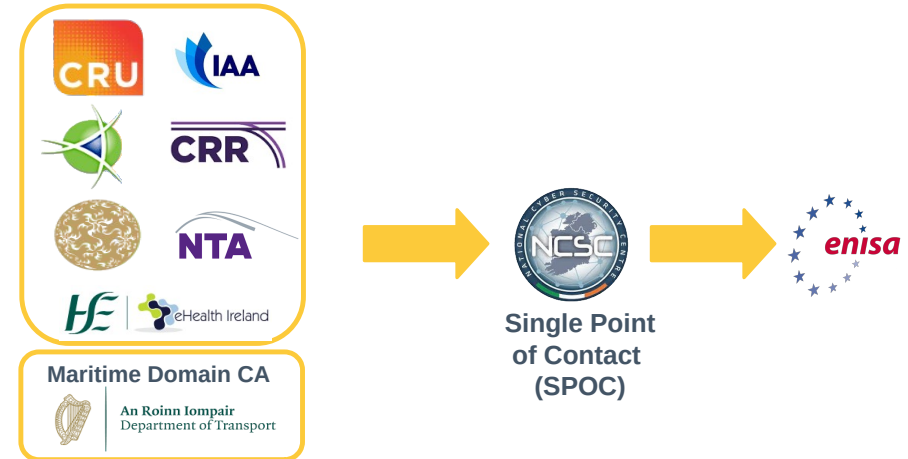 CRU
IAA
CRR
NTA
HSE
eHealth Ireland
Maritime Domain CA
An Roinn Iompair
Department of Transport
NATIONAL CYBER SECURITY CENTRE
NCSC
Single Point
of Contact
(SPOC)
enisa